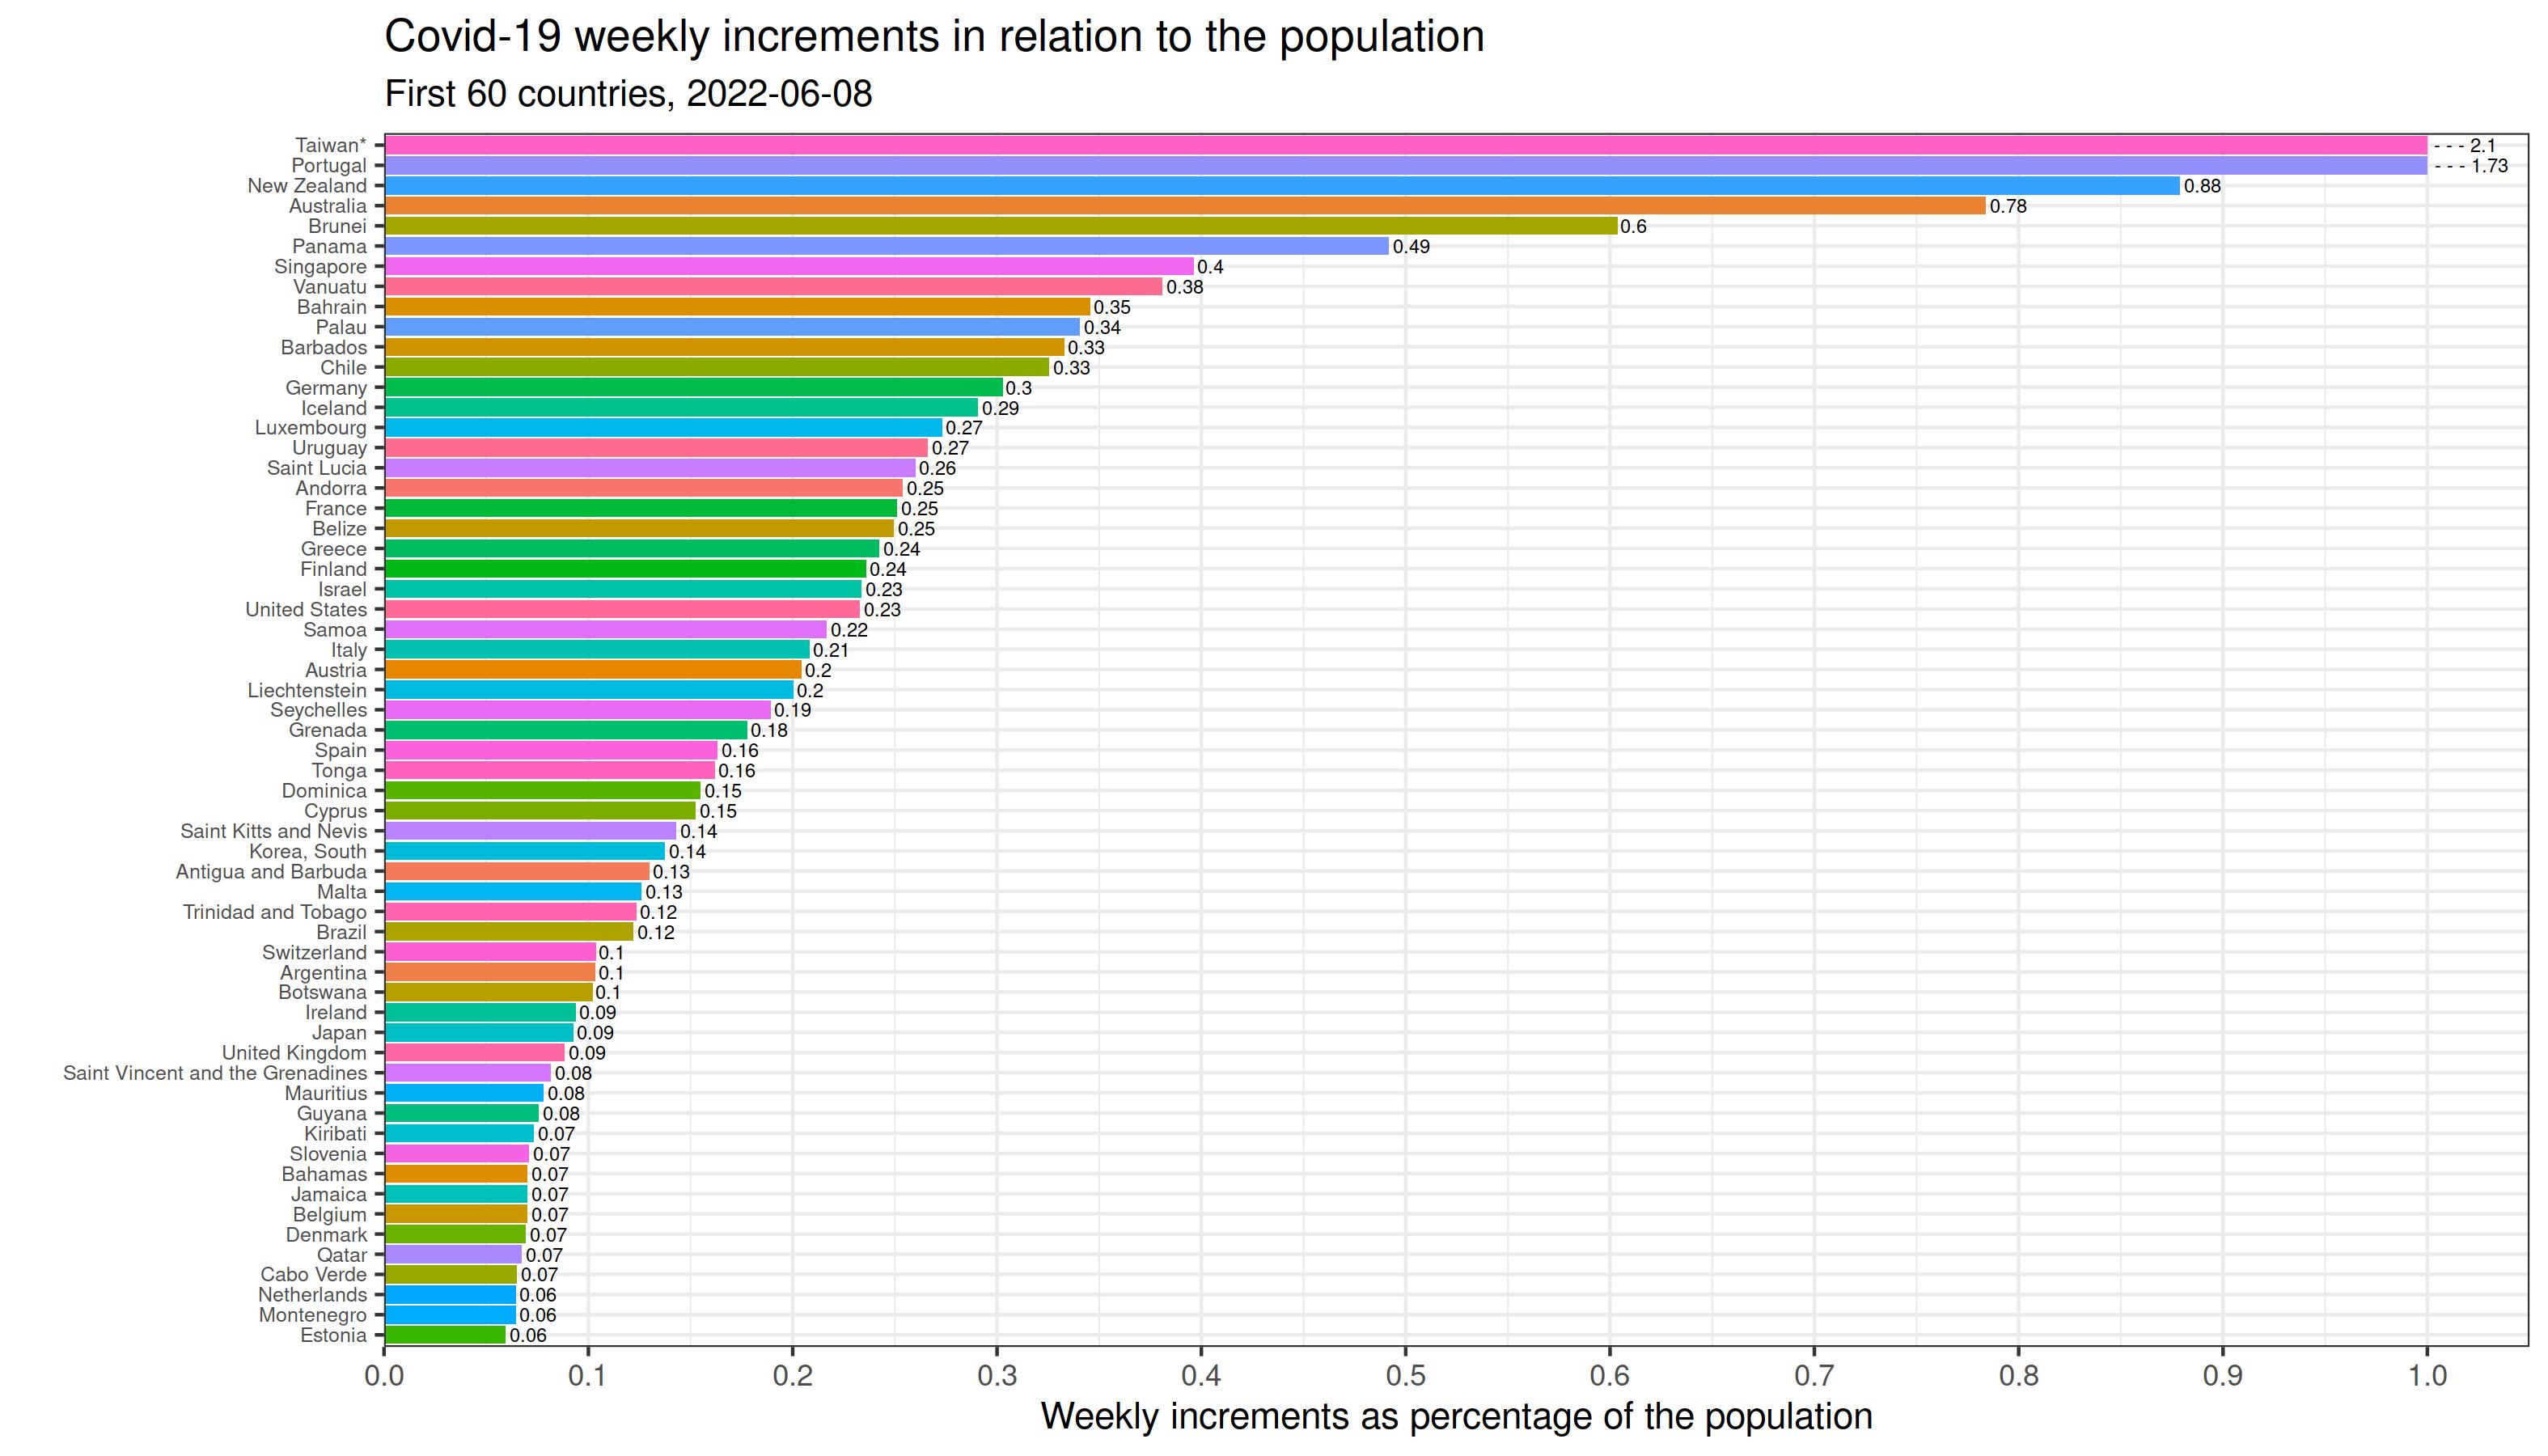 Covid-19 weekly increments in relation to the population
First 60 countries, 2022-06-08
Taiwan* - - - 2.1
Portugal - - - 1.73
New Zealand 0.88
Australia 0.78
Brunei 0.6
Panama 0.49
Singapore 0.4
Vanuatu 0.38
Bahrain 0.35
Palau 0.34
Barbados 0.33
Chile 0.33
Germany 0.3
Iceland 0.29
Luxembourg 0.27
Uruguay 0.27
Saint Lucia 0.26
Andorra 0.25
France 0.25
Belize 0.25
Greece 0.24
Finland 0.24
Israel 0.23
United States 0.23
Samoa 0.22
Italy 0.21
Austria 0.2
Liechtenstein 0.2
Seychelles 0.19
Grenada 0.18
Spain 0.16
Tonga 0.16
Dominica 0.15
Cyprus 0.15
Saint Kitts and Nevis 0.14
Korea, South 0.14
Antigua and Barbuda 0.13
Malta 0.13
Trinidad and Tobago 0.12
Brazil 0.12
Switzerland 0.1
Argentina 0.1
Botswana 0.1
Ireland 0.09
Japan 0.09
United Kingdom 0.09
Saint Vincent and the Grenadines 0.08
Mauritius 0.08
Guyana 0.08
Kiribati 0.07
Slovenia 0.07
Bahamas 0.07
Jamaica 0.07
Belgium 0.07
Denmark 0.07
Qatar 0.07
Cabo Verde 0.07
Netherlands 0.06
Montenegro 0.06
Estonia 0.06
0.0 0.1 0.2 0.3 0.4 0.5 0.6 0.7 0.8 0.9 1.0
Weekly increments as percentage of the population